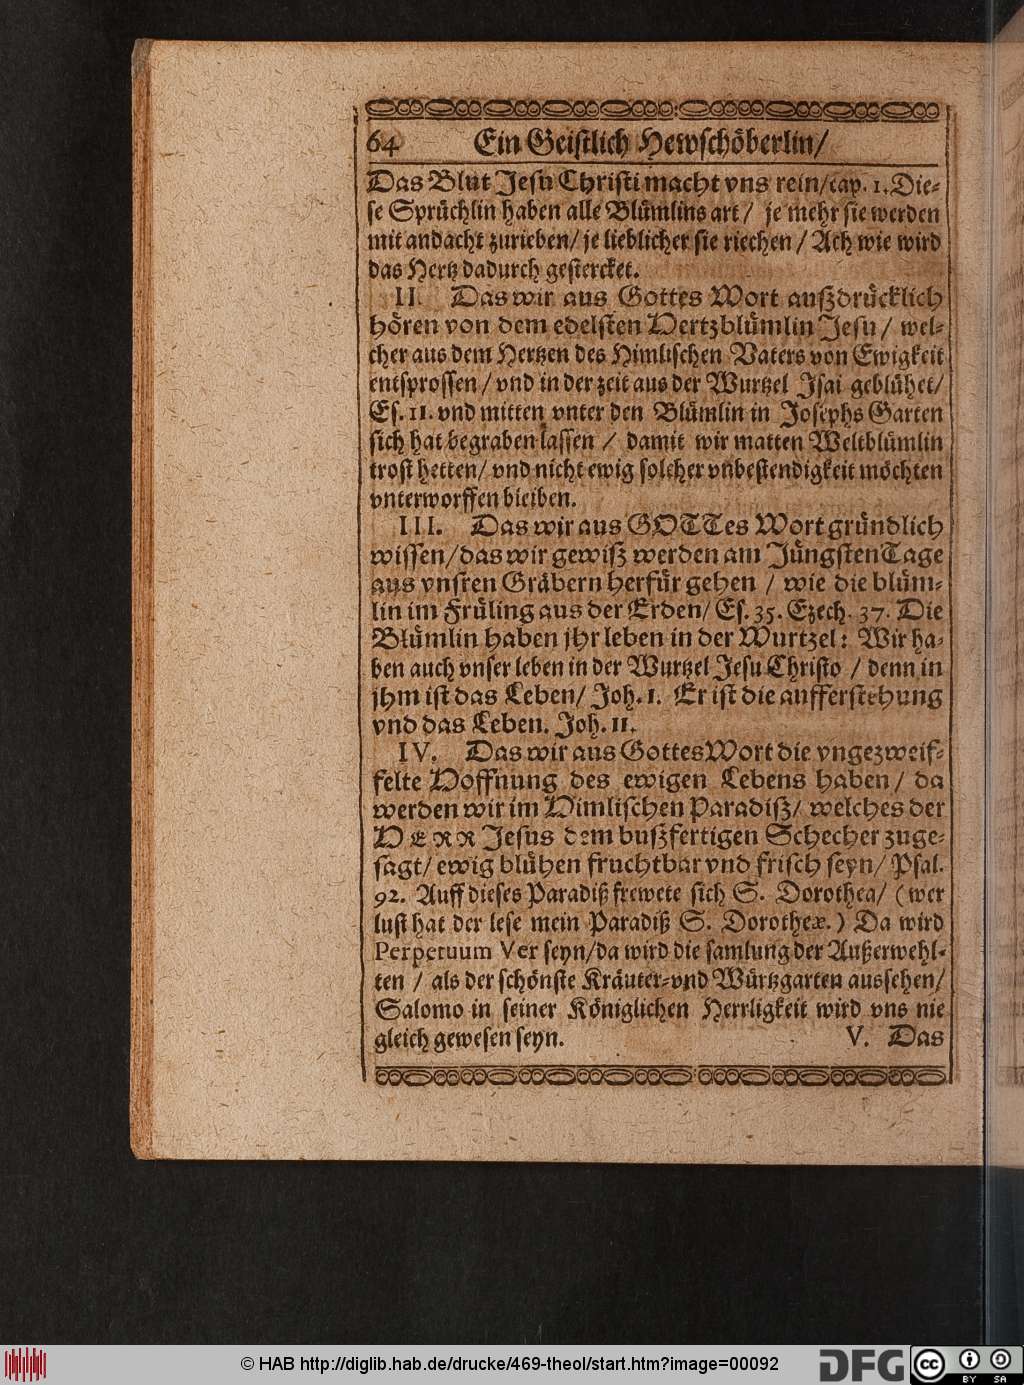 64 Ein Geistlich Hewschöberlin/
Das Blut Jesu Christi macht vns rein/cap. 1. Die-
se Sprüchlin haben alle Blümlins art/ je mehr sie werden
mit andacht zurieben/ je lieblicher sie riechen/ Ach wie wird
das Hertz dadurch gestercket.
II. Das wir aus Gottes Wort außdrücklich
hören von dem edelsten Hertzblümlin Jesu/ wel-
cher aus dem Hertzen des Himlischen Vaters von Ewigkeit
entsprossen/ vnd in der zeit aus der Wurtzel Isai geblühet/
Es. 11. vnd mitten vnter den Blümlin in Josephs Garten
sich hat begraben lassen/ damit wir matten Weltblümlin
trost hetten/ vnd nicht ewig solcher vnbestendigkeit möchten
vnterworffen bleiben.
III. Das wir aus GOTTes Wort gründlich
wissen/das wir gewiß werden am Jüngsten Tage
aus vnsren Gräbern herfür gehen/ wie die blüm-
lin im Früling aus der Erden/ Es. 35. Ezech. 37. Die
Blümlin haben jhr leben in der Wurtzel: Wir ha-
ben auch vnser leben in der Wurtzel Jesu Christo/ denn in
jhm ist das Leben/ Joh. 1. Er ist die aufferstehung
vnd das Leben. Joh. 11.
IV. Das wir aus Gottes Wort die vngezweif-
felte Hoffnung des ewigen Lebens haben/ da
werden wir im Himlischen Paradiß/ welches der
HERR Jesus dem bußfertigen Schecher zuge-
sagt/ ewig blühen fruchtbar vnd frisch seyn/ Psal.
92. Auff dieses Paradiß frewete sich S. Dorothea/ (wer
lust hat der lese mein Paradiß S. Dorotheæ.) Da wird
Perpetuum Ver seyn/da wird die samlung der Außerwehl-
ten/ als der schönste Kräuter-vnd Würtzgarten aussehen/
Salomo in seiner Königlichen Herrligkeit wird vns nie
gleich gewesen seyn. V. Das
© HAB http://diglib.hab.de/drucke/469-theol/start.htm?image=00092 DFG cc BY SA